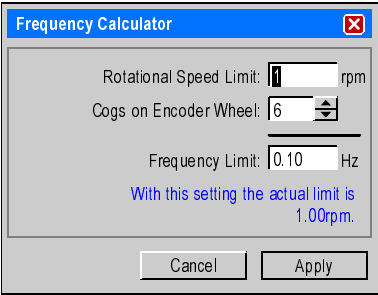 Frequency Calculator
Rotational Speed Limit: 1 rpm
Cogs on Encoder Wheel: 6
Frequency Limit: 0.10 Hz
With this setting the actual limit is
1.00rpm.
Cancel Apply